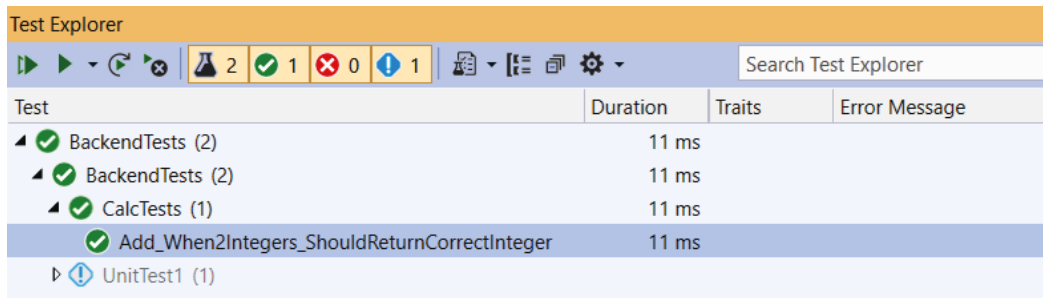 Test Explorer
2 1 0 1 Search Test Explorer
Test Duration Traits Error Message
BackendTests (2) 11 ms
BackendTests (2) 11 ms
CalcTests (1) 11 ms
Add_When2Integers_ShouldReturnCorrectInteger 11 ms
UnitTest1 (1)